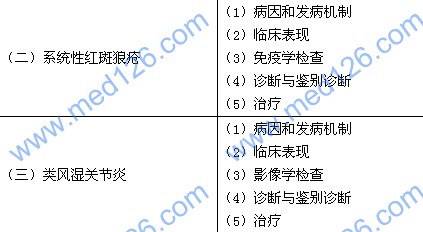 （二）系统性红斑狼疮
（1）病因和发病机制
（2）临床表现
（3）免疫学检查
（4）诊断与鉴别诊断
（5）治疗
（三）类风湿关节炎
（1）病因和发病机制
（2）临床表现
（3）影像学检查
（4）诊断与鉴别诊断
（5）治疗
www.med126.com
www.med126.com
www.med126.com